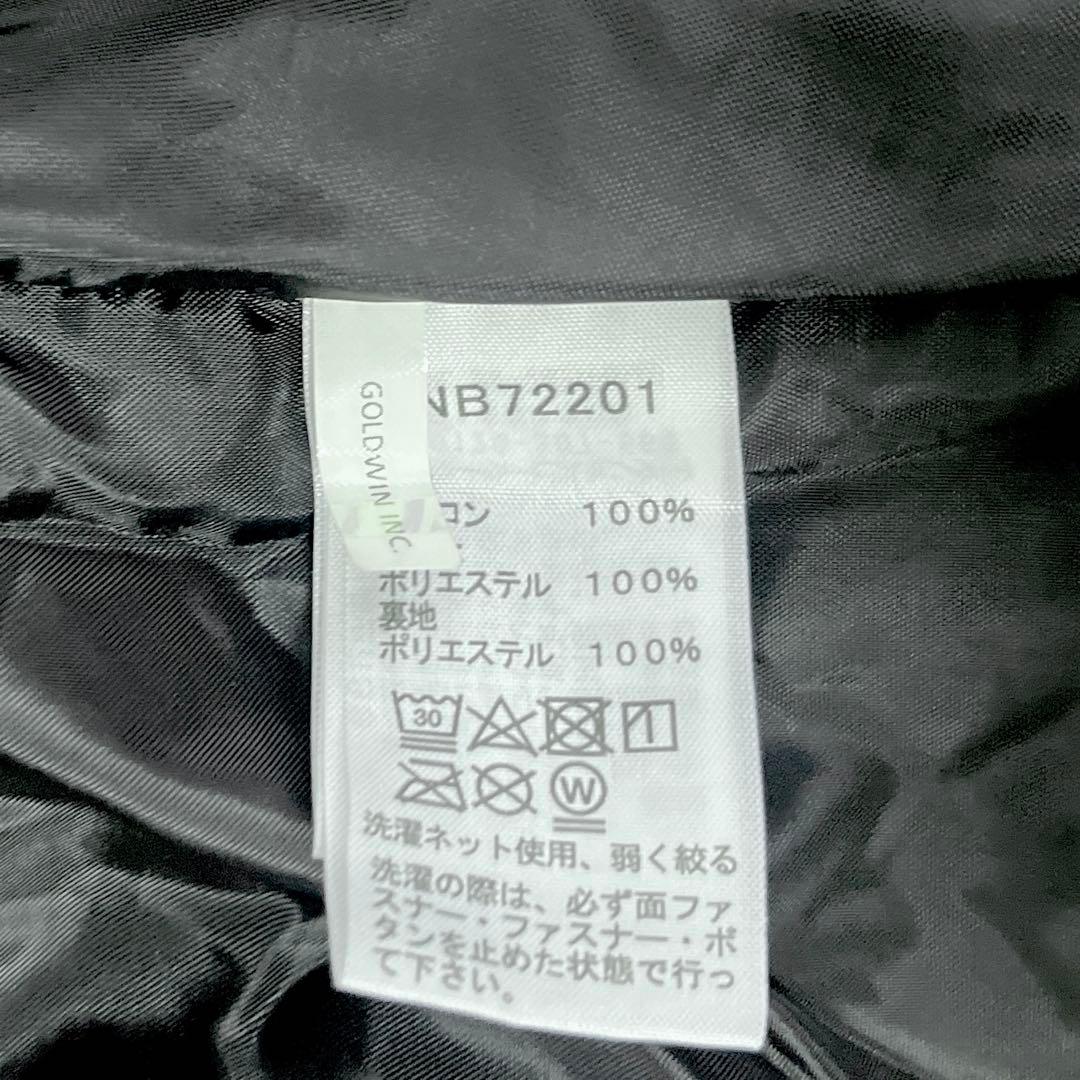 GOLDWIN INC
NB72201
ロン 100%
ポリエステル 100%
裏地
ポリエステル 100%
30
W
洗濯ネット使用、弱く絞る
洗濯の際は、必ず面ファ
スナー・ファスナー・ボ
タンを止めた状態で行っ
て下さい。